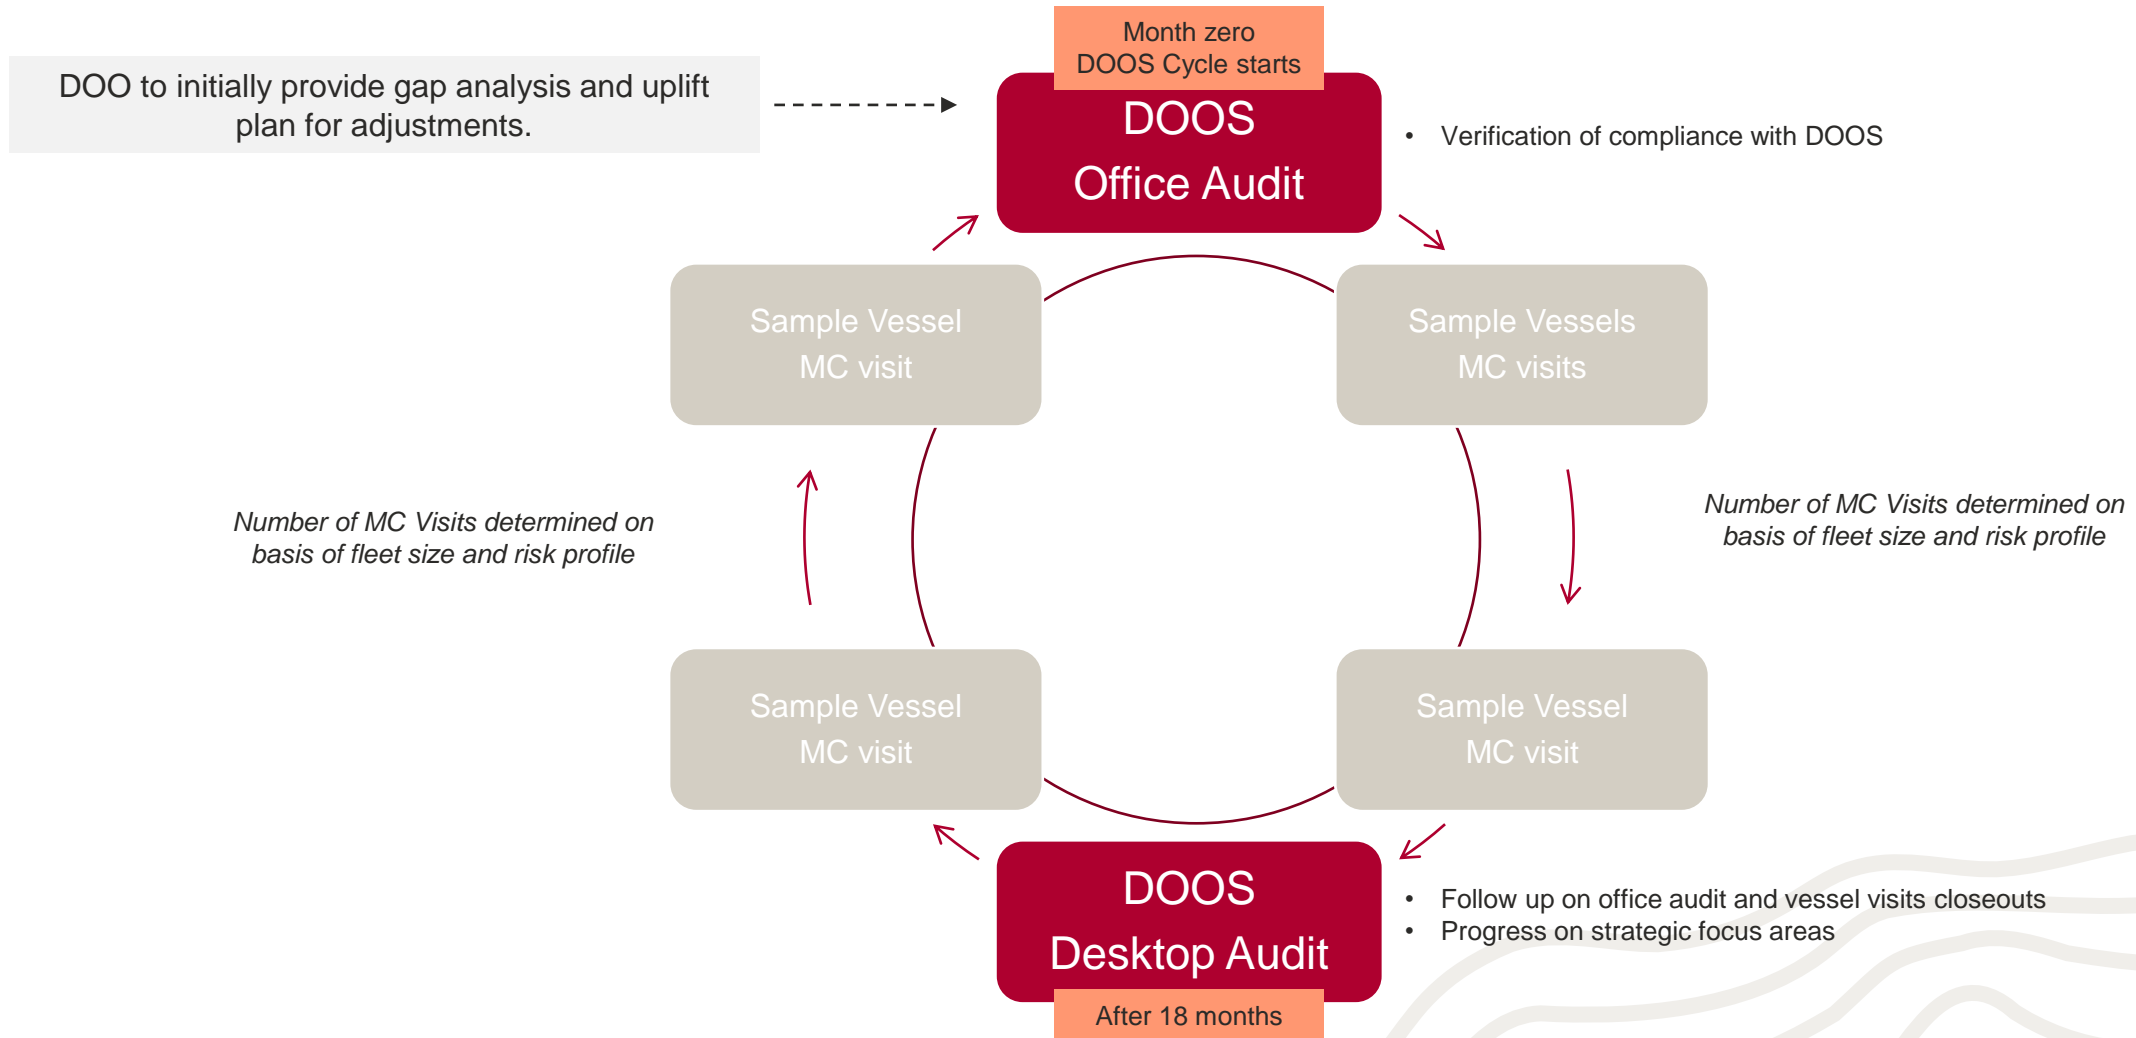 Month zero
DOOS Cycle starts
DOO to initially provide gap analysis and uplift
plan for adjustments.
DOOS
Office Audit
• Verification of compliance with DOOS
Sample Vessel
MC visit
Sample Vessels
MC visits
Number of MC Visits determined on
basis of fleet size and risk profile
Number of MC Visits determined on
basis of fleet size and risk profile
Sample Vessel
MC visit
Sample Vessel
MC visit
DOOS
Desktop Audit
• Follow up on office audit and vessel visits closeouts
• Progress on strategic focus areas
After 18 months